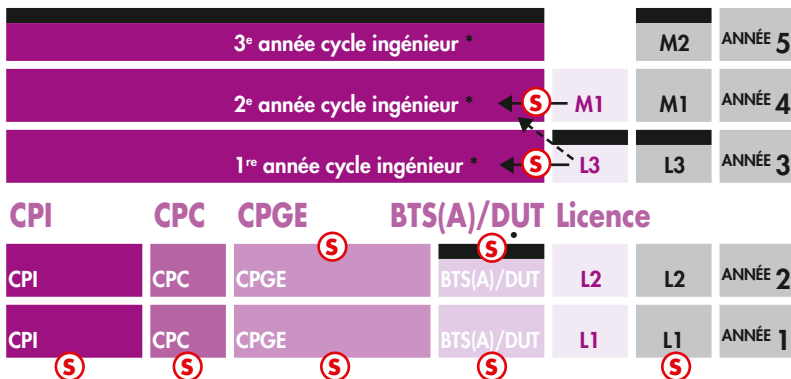 3e année cycle ingénieur * M2 ANNÉE 5
2e année cycle ingénieur * S M1 M1 ANNÉE 4
1re année cycle ingénieur * S L3 L3 ANNÉE 3
CPI CPC CPGE BTS(A)/DUT Licence
S S
CPI CPC CPGE BTS(A)/DUT L2 L2 ANNÉE 2
CPI CPC CPGE BTS(A)/DUT L1 L1 ANNÉE 1
S S S S S